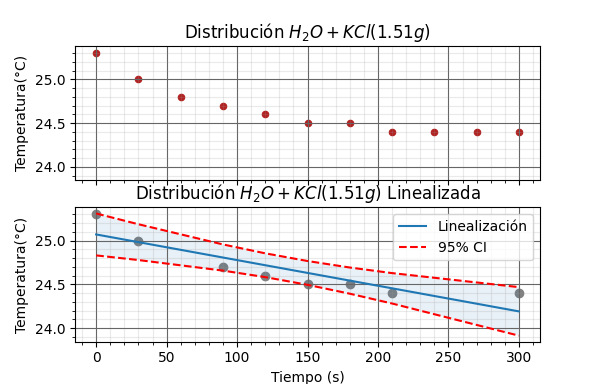 Distribución H₂O + KCl(1.51g)
Temperatura(°C)
25.0
24.5
24.0
Distribución H₂O + KCl(1.51g) Linealizada
Temperatura(°C)
25.0
24.5
24.0
Linealización
95% CI
0 50 100 150 200 250 300
Tiempo (s)